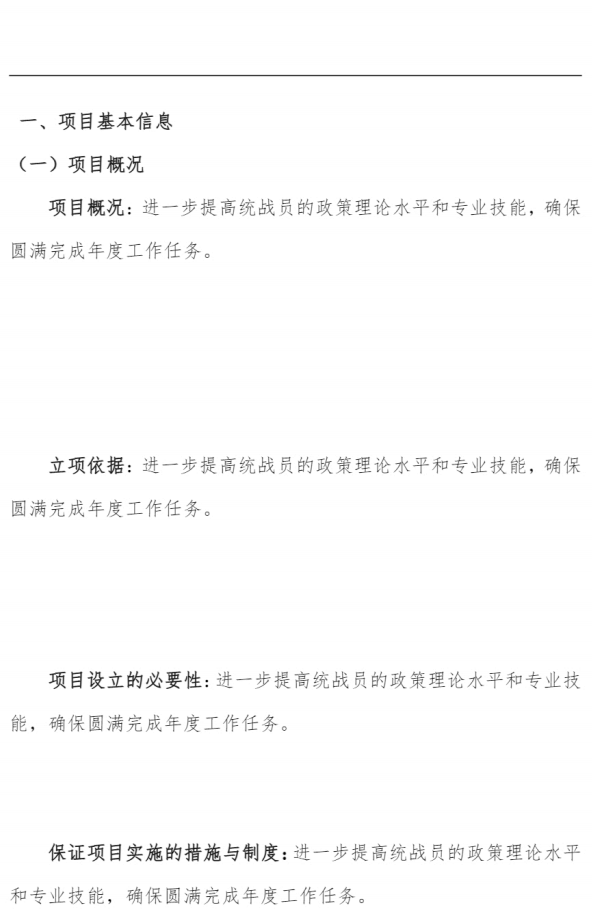 一、项目基本信息
（一）项目概况
项目概况：进一步提高统战员的政策理论水平和专业技能，确保
圆满完成年度工作任务。
立项依据：进一步提高统战员的政策理论水平和专业技能，确保
圆满完成年度工作任务。
项目设立的必要性：进一步提高统战员的政策理论水平和专业技
能，确保圆满完成年度工作任务。
保证项目实施的措施与制度：进一步提高统战员的政策理论水平
和专业技能，确保圆满完成年度工作任务。